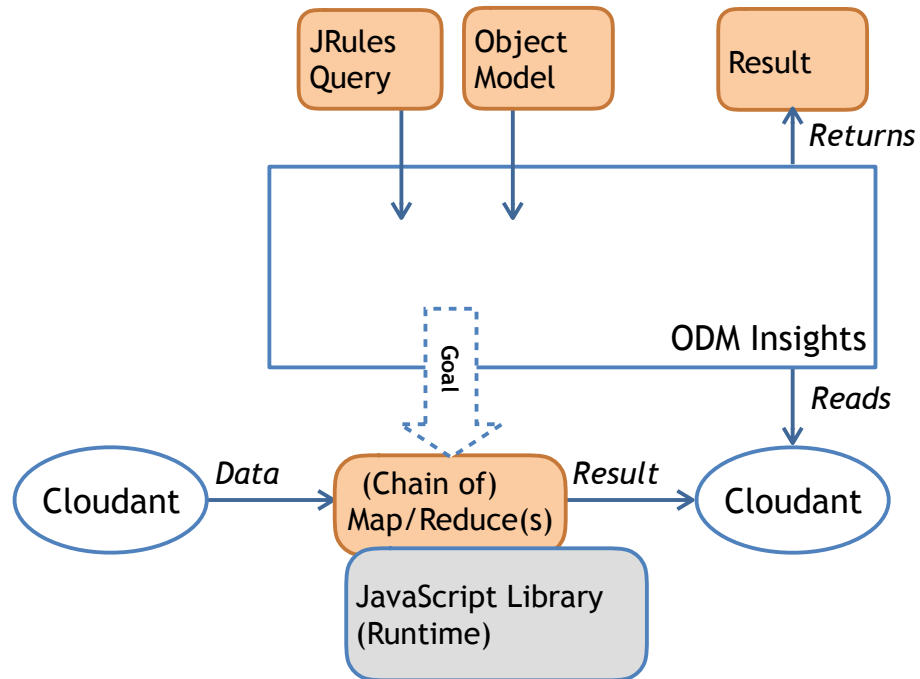 JRules
Query
Object
Model
Result
Returns
ODM Insights
Goal
Reads
Cloudant
Data
(Chain of)
Map/Reduce(s)
Result
Cloudant
JavaScript Library
(Runtime)